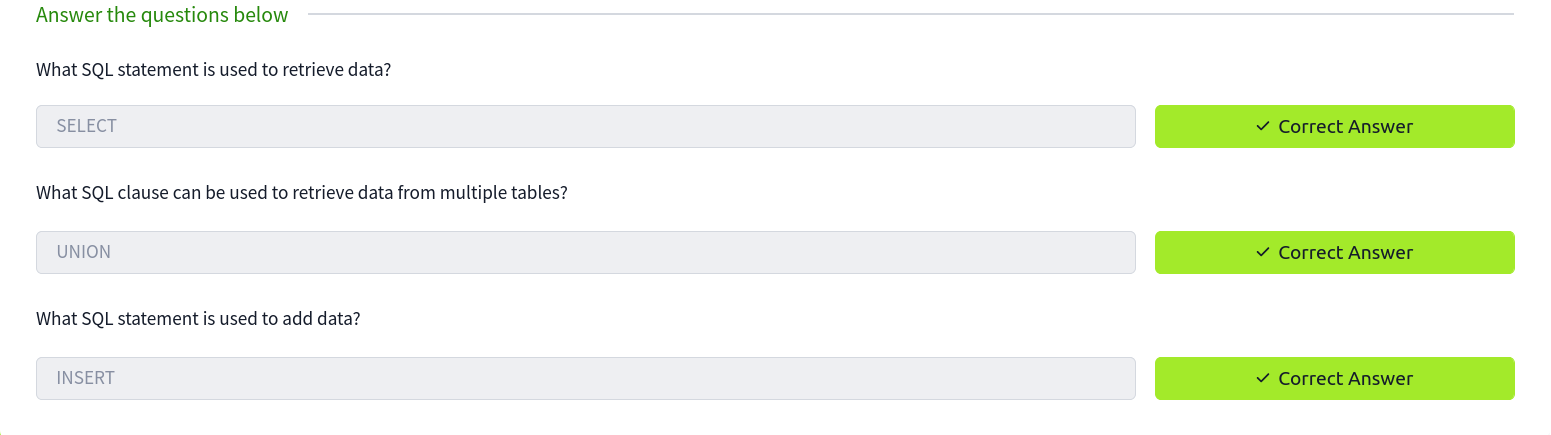 Answer the questions below
What SQL statement is used to retrieve data?
SELECT
Correct Answer
What SQL clause can be used to retrieve data from multiple tables?
UNION
Correct Answer
What SQL statement is used to add data?
INSERT
Correct Answer